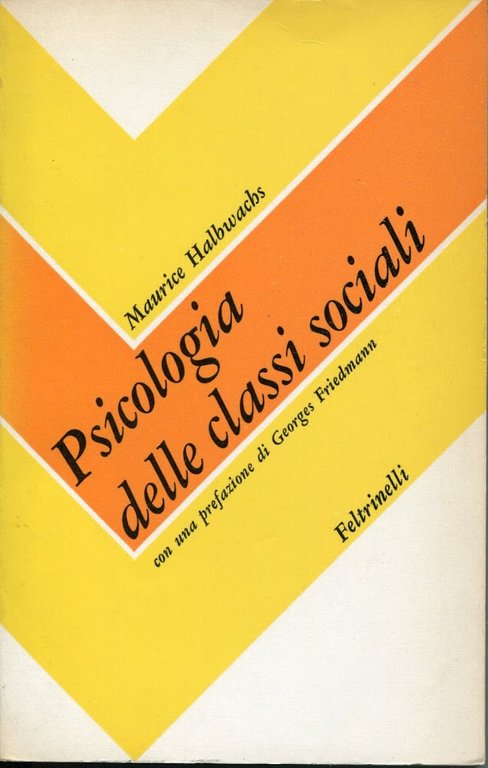 Maurice Halbwachs
Psicologia
delle classi sociali
con una prefazione di Georges Friedmann
Feltrinelli